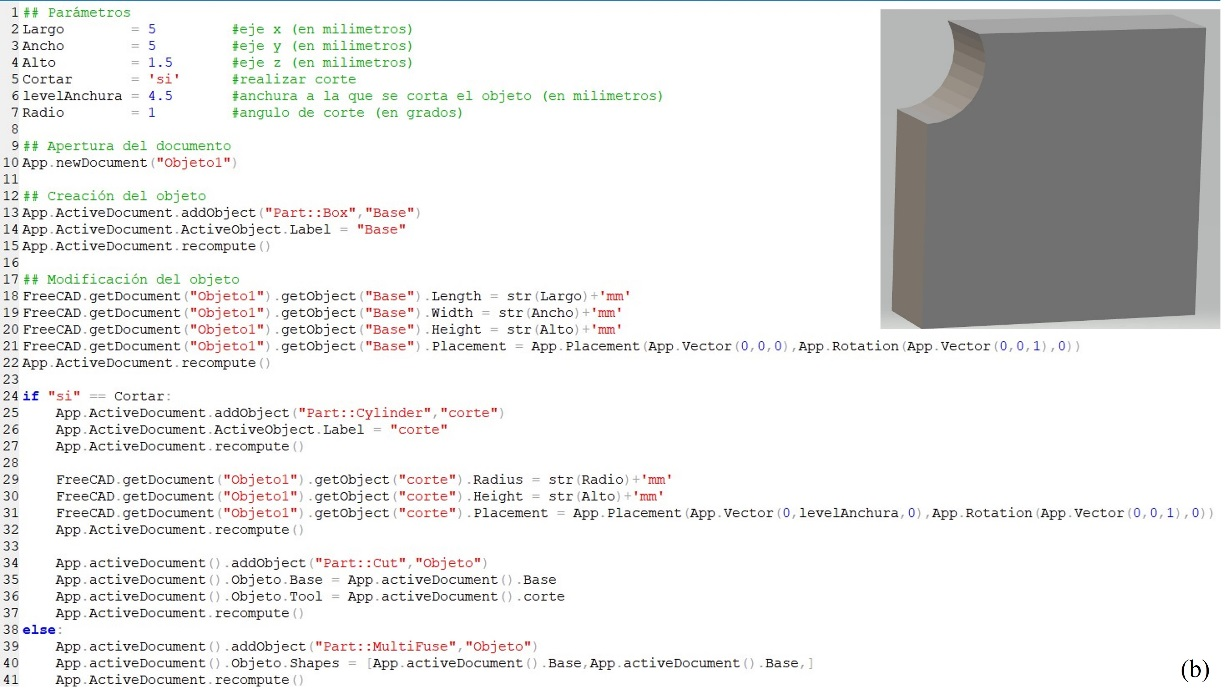 1 ## Parámetros
2 Largo = 5 #eje x (en milimetros)
3 Ancho = 5 #eje y (en milimetros)
4 Alto = 1.5 #eje z (en milimetros)
5 Cortar = 'si' #realizar corte
6 levelAnchura = 4.5 #anchura a la que se corta el objeto (en milimetros)
7 Radio = 1 #angulo de corte (en grados)
8
9 ## Apertura del documento
10 App.newDocument("Objeto1")
11
12 ## Creación del objeto
13 App.ActiveDocument.addObject("Part::Box","Base")
14 App.ActiveDocument.ActiveObject.Label = "Base"
15 App.ActiveDocument.recompute()
16
17 ## Modificación del objeto
18 FreeCAD.getDocument("Objeto1").getObject("Base").Length = str(Largo)+'mm'
19 FreeCAD.getDocument("Objeto1").getObject("Base").Width = str(Ancho)+'mm'
20 FreeCAD.getDocument("Objeto1").getObject("Base").Height = str(Alto)+'mm'
21 FreeCAD.getDocument("Objeto1").getObject("Base").Placement = App.Placement(App.Vector(0,0,0),App.Rotation(App.Vector(0,0,1),0))
22 App.ActiveDocument.recompute()
23
24 if "si" == Cortar:
25     App.ActiveDocument.addObject("Part::Cylinder","corte")
26     App.ActiveDocument.ActiveObject.Label = "corte"
27     App.ActiveDocument.recompute()
28
29     FreeCAD.getDocument("Objeto1").getObject("corte").Radius = str(Radio)+'mm'
30     FreeCAD.getDocument("Objeto1").getObject("corte").Height = str(Alto)+'mm'
31     FreeCAD.getDocument("Objeto1").getObject("corte").Placement = App.Placement(App.Vector(0,levelAnchura,0),App.Rotation(App.Vector(0,0,1),0))
32     App.ActiveDocument.recompute()
33
34     App.activeDocument().addObject("Part::Cut","Objeto")
35     App.activeDocument().Objeto.Base = App.activeDocument().Base
36     App.activeDocument().Objeto.Tool = App.activeDocument().corte
37     App.ActiveDocument.recompute()
38 else:
39     App.activeDocument().addObject("Part::MultiFuse","Objeto")
40     App.activeDocument().Objeto.Shapes = [App.activeDocument().Base,App.activeDocument().Base,]
41     App.ActiveDocument.recompute()
(b)